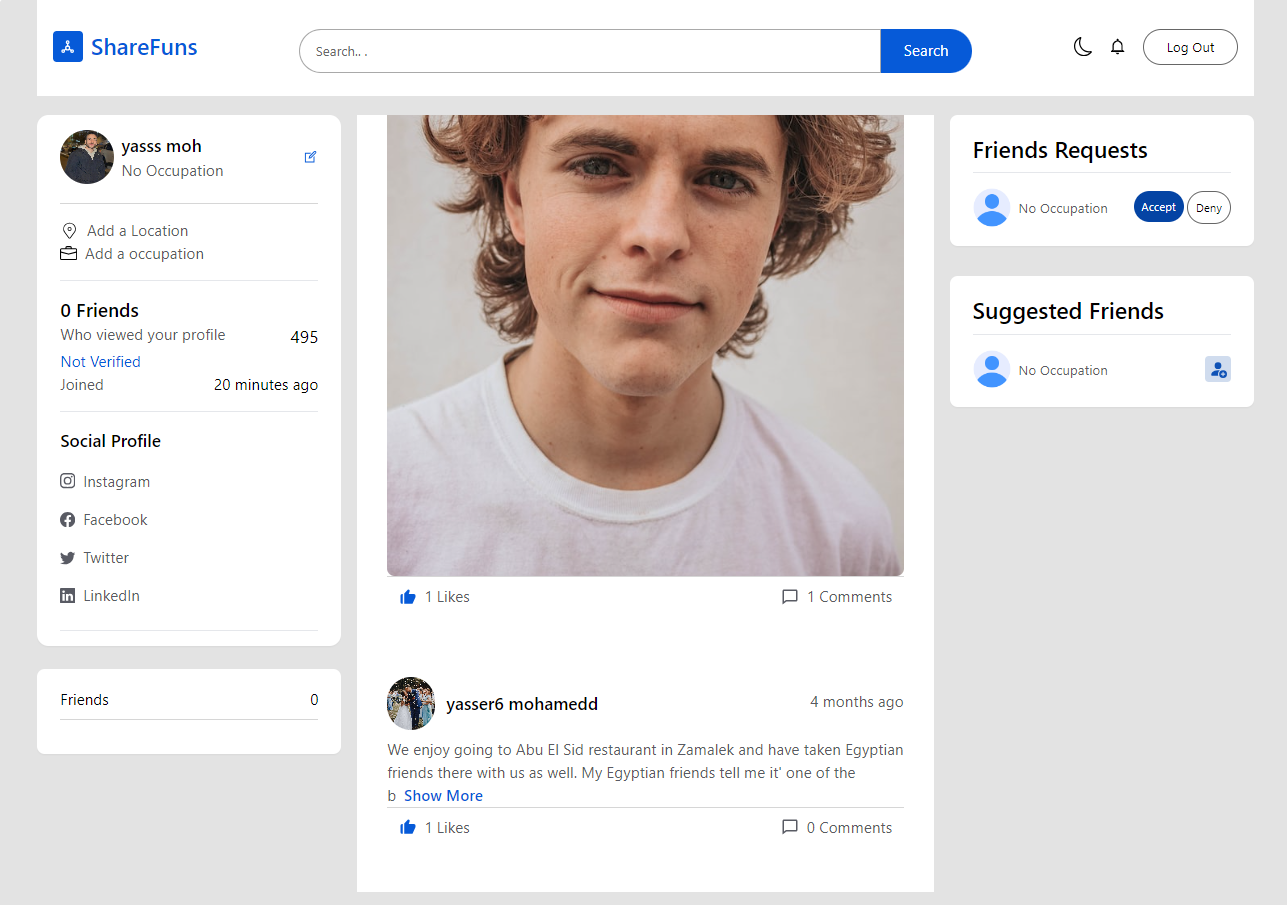 ShareFuns
Search.. .
Search
Log Out
yasss moh
No Occupation
Add a Location
Add a occupation
0 Friends
Who viewed your profile 495
Not Verified
Joined 20 minutes ago
Social Profile
Instagram
Facebook
Twitter
LinkedIn
Friends 0
1 Likes
1 Comments
yasser6 mohamedd
4 months ago
We enjoy going to Abu El Sid restaurant in Zamalek and have taken Egyptian
friends there with us as well. My Egyptian friends tell me it' one of the
b Show More
1 Likes
0 Comments
Friends Requests
No Occupation
Accept
Deny
Suggested Friends
No Occupation